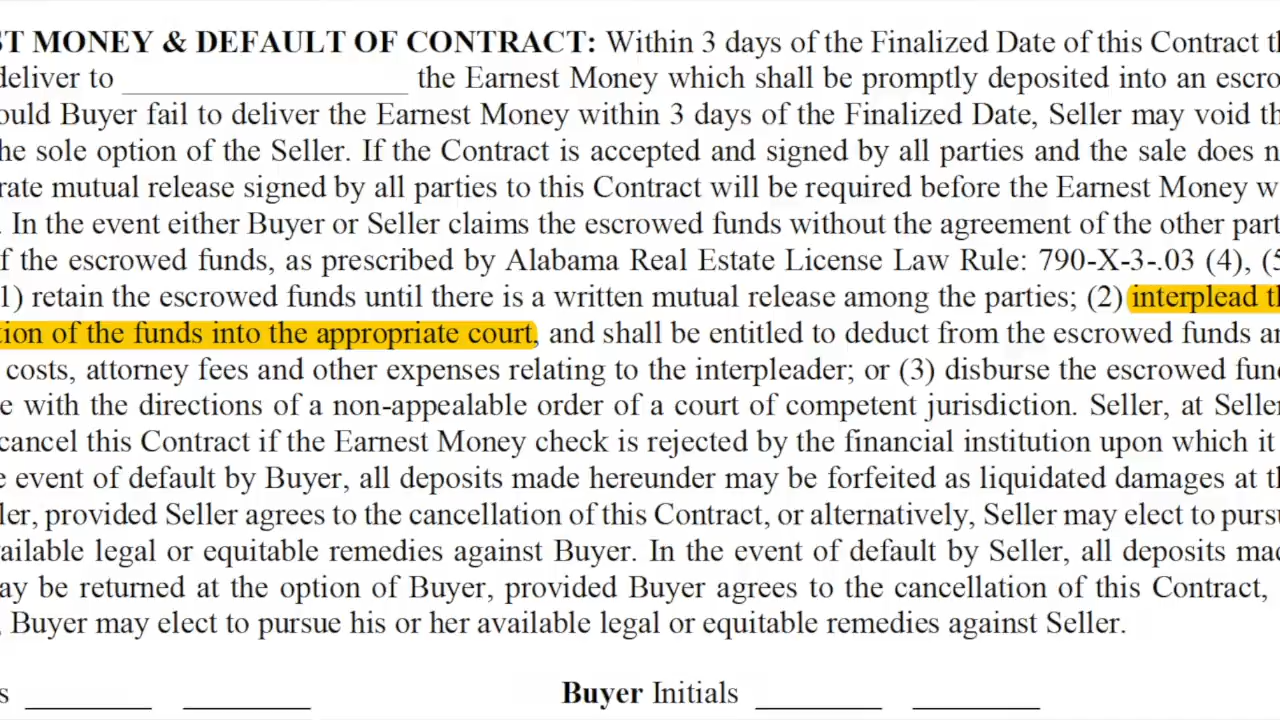 ST MONEY & DEFAULT OF CONTRACT: Within 3 days of the Finalized Date of this Contract th
deliver to ______________ the Earnest Money which shall be promptly deposited into an escro
ould Buyer fail to deliver the Earnest Money within 3 days of the Finalized Date, Seller may void th
he sole option of the Seller. If the Contract is accepted and signed by all parties and the sale does n
rate mutual release signed by all parties to this Contract will be required before the Earnest Money w
. In the event either Buyer or Seller claims the escrowed funds without the agreement of the other part
f the escrowed funds, as prescribed by Alabama Real Estate License Law Rule: 790-X-3-.03 (4), (5
1) retain the escrowed funds until there is a written mutual release among the parties; (2) interplead th
tion of the funds into the appropriate court, and shall be entitled to deduct from the escrowed funds an
costs, attorney fees and other expenses relating to the interpleader; or (3) disburse the escrowed fund
e with the directions of a non-appealable order of a court of competent jurisdiction. Seller, at Seller
cancel this Contract if the Earnest Money check is rejected by the financial institution upon which it
e event of default by Buyer, all deposits made hereunder may be forfeited as liquidated damages at th
ler, provided Seller agrees to the cancellation of this Contract, or alternatively, Seller may elect to pursu
vailable legal or equitable remedies against Buyer. In the event of default by Seller, all deposits mad
ay be returned at the option of Buyer, provided Buyer agrees to the cancellation of this Contract,
, Buyer may elect to pursue his or her available legal or equitable remedies against Seller.
s ______ ______ Buyer Initials ______ ______